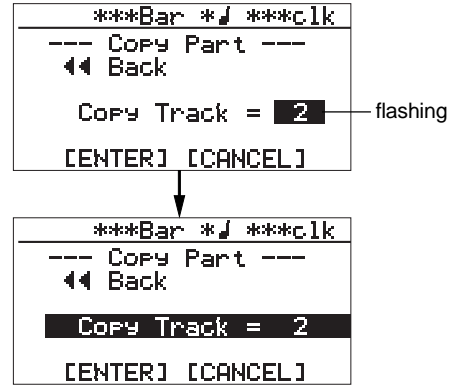 ***Bar *♩ ***clk
--- Copy Part ---
◀◀ Back
Copy Track = 2
flashing
[ENTER] [CANCEL]
***Bar *♩ ***clk
--- Copy Part ---
◀◀ Back
Copy Track = 2
[ENTER] [CANCEL]